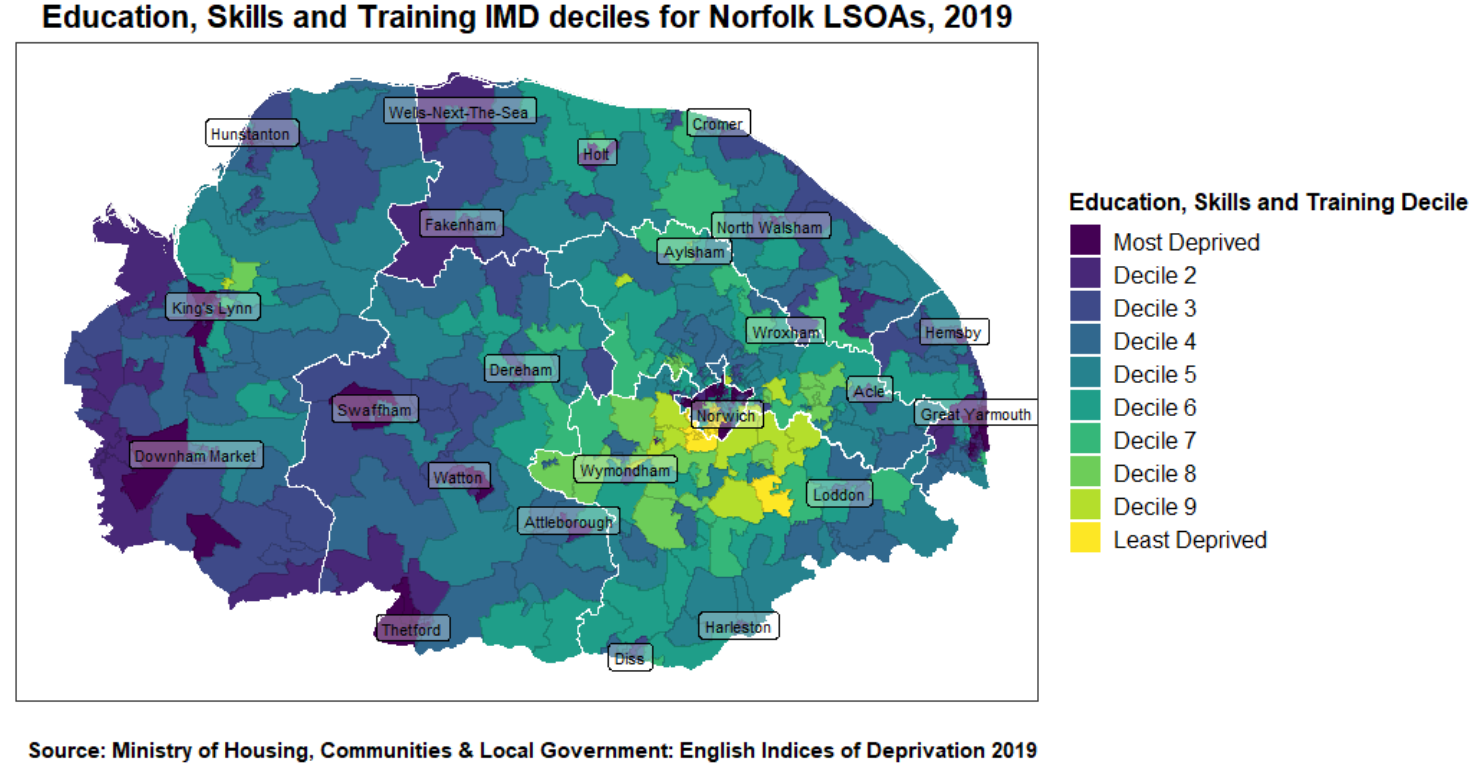 Education, Skills and Training IMD deciles for Norfolk LSOAs, 2019
Wells-Next-The-Sea
Hunstanton
Cromer
Holt
Fakenham
North Walsham
Aylsham
King's Lynn
Wroxham
Hemsby
Dereham
Acle
Swaffham
Norwich
Great Yarmouth
Downham Market
Wymondham
Watton
Loddon
Attleborough
Thetford
Harleston
Diss
Education, Skills and Training Decile
Most Deprived
Decile 2
Decile 3
Decile 4
Decile 5
Decile 6
Decile 7
Decile 8
Decile 9
Least Deprived
Source: Ministry of Housing, Communities & Local Government: English Indices of Deprivation 2019